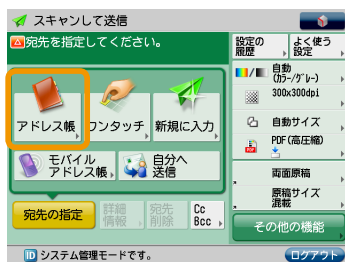 スキャンして送信
宛先を指定してください。
設定の
履歴
よく使う
設定
自動
(カラー/グレー)
300x300dpi
アドレス帳
ワンタッチ
新規に入力
自動サイズ
PDF(高圧縮)
モバイル
アドレス帳
自分へ
送信
両面原稿
原稿サイズ
混載
宛先の指定
詳細
情報
宛先
削除
Cc
Bcc
その他の機能
ID システム管理モードです。
ログアウト